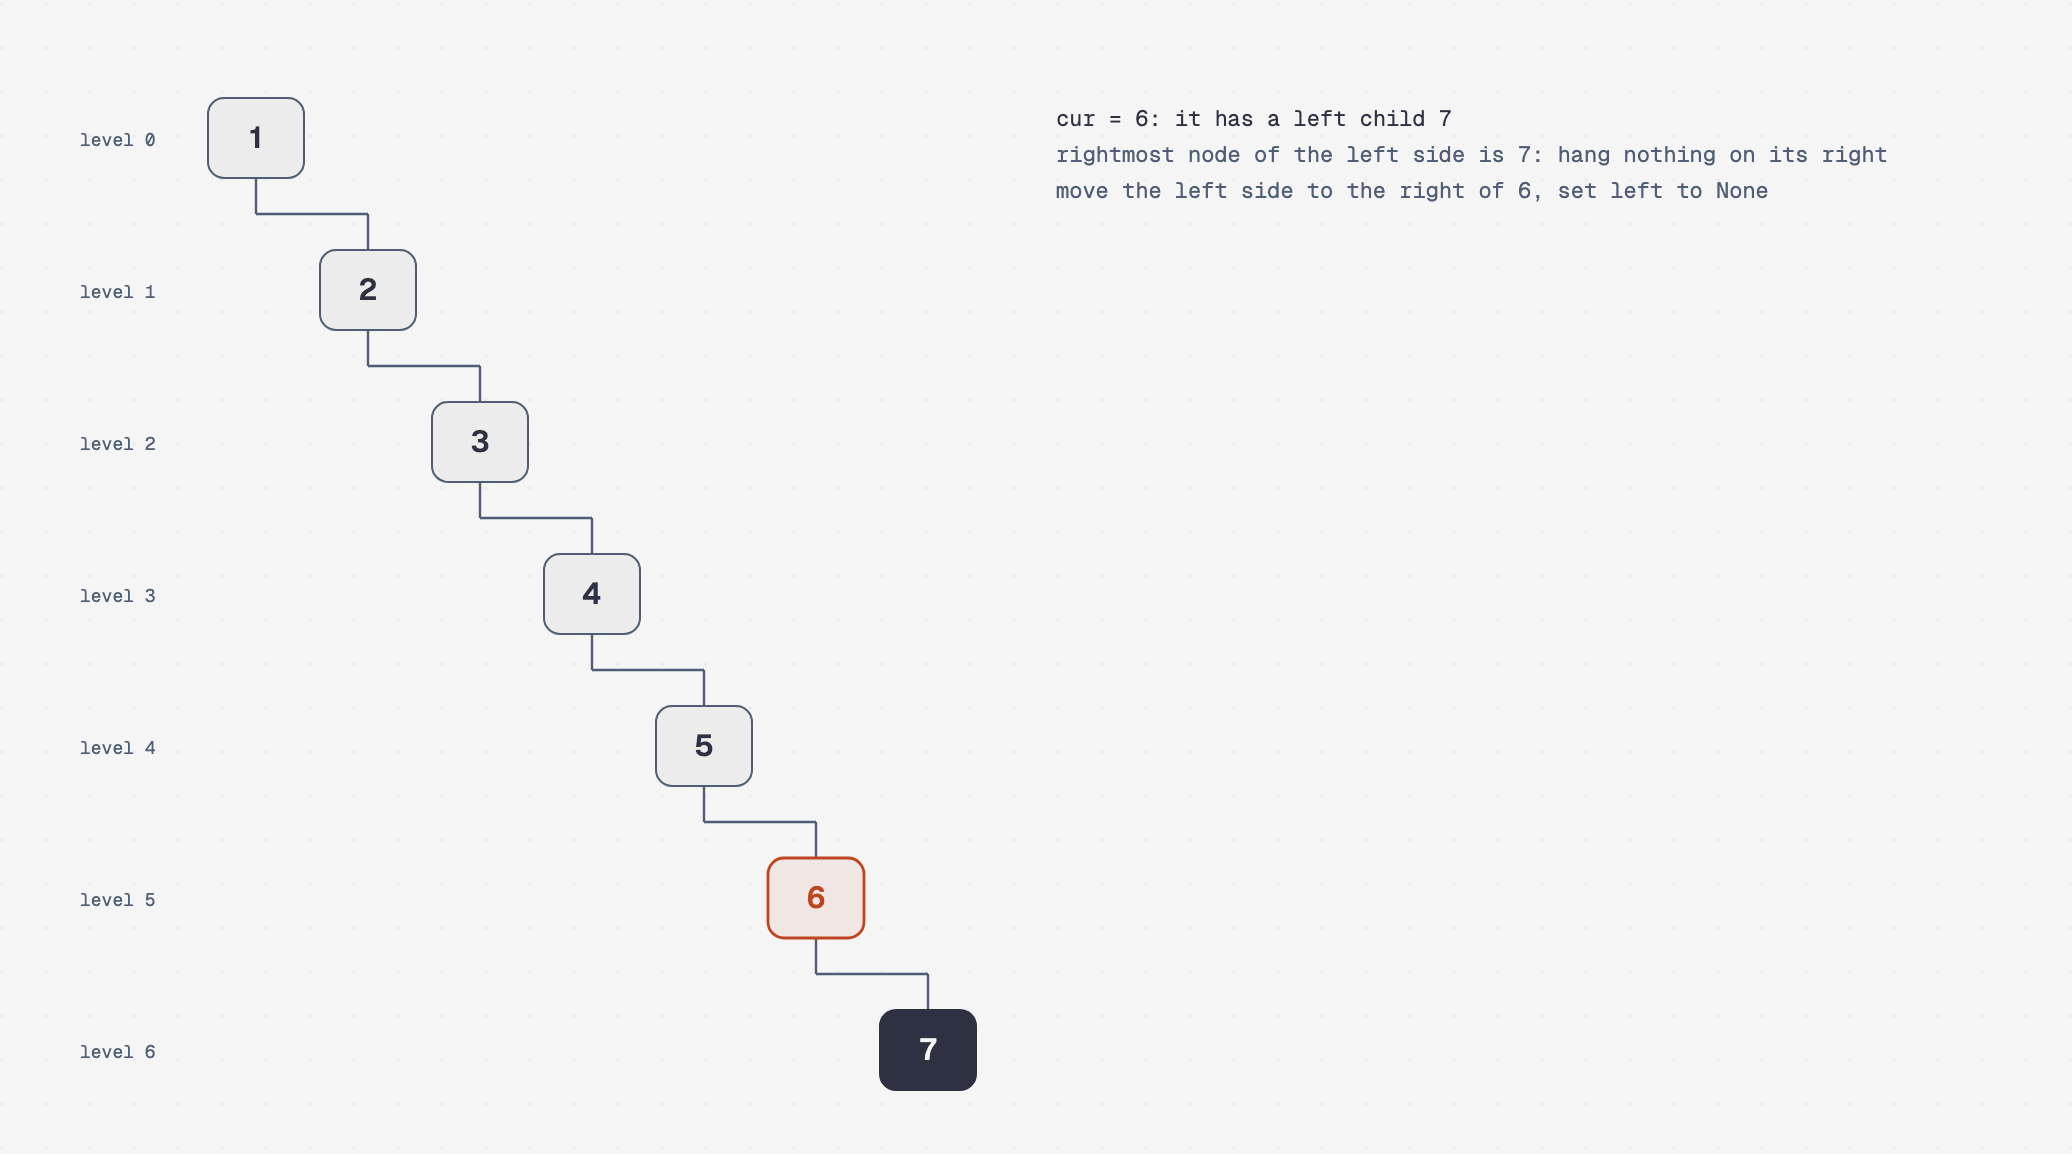 cur = 6: it has a left child 7
rightmost node of the left side is 7: hang nothing on its right
move the left side to the right of 6, set left to None
level 0
1
level 1
2
level 2
3
level 3
4
level 4
5
level 5
6
level 6
7